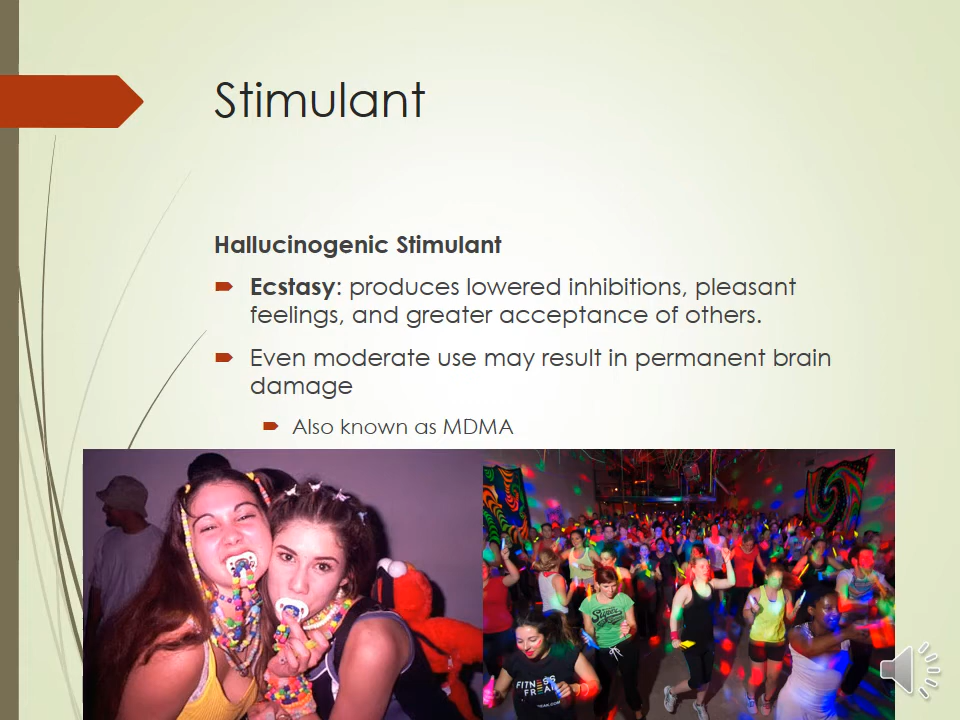 Stimulant
Hallucinogenic Stimulant
Ecstasy: produces lowered inhibitions, pleasant
feelings, and greater acceptance of others.
Even moderate use may result in permanent brain
damage
Also known as MDMA
FITNESS
FREAK